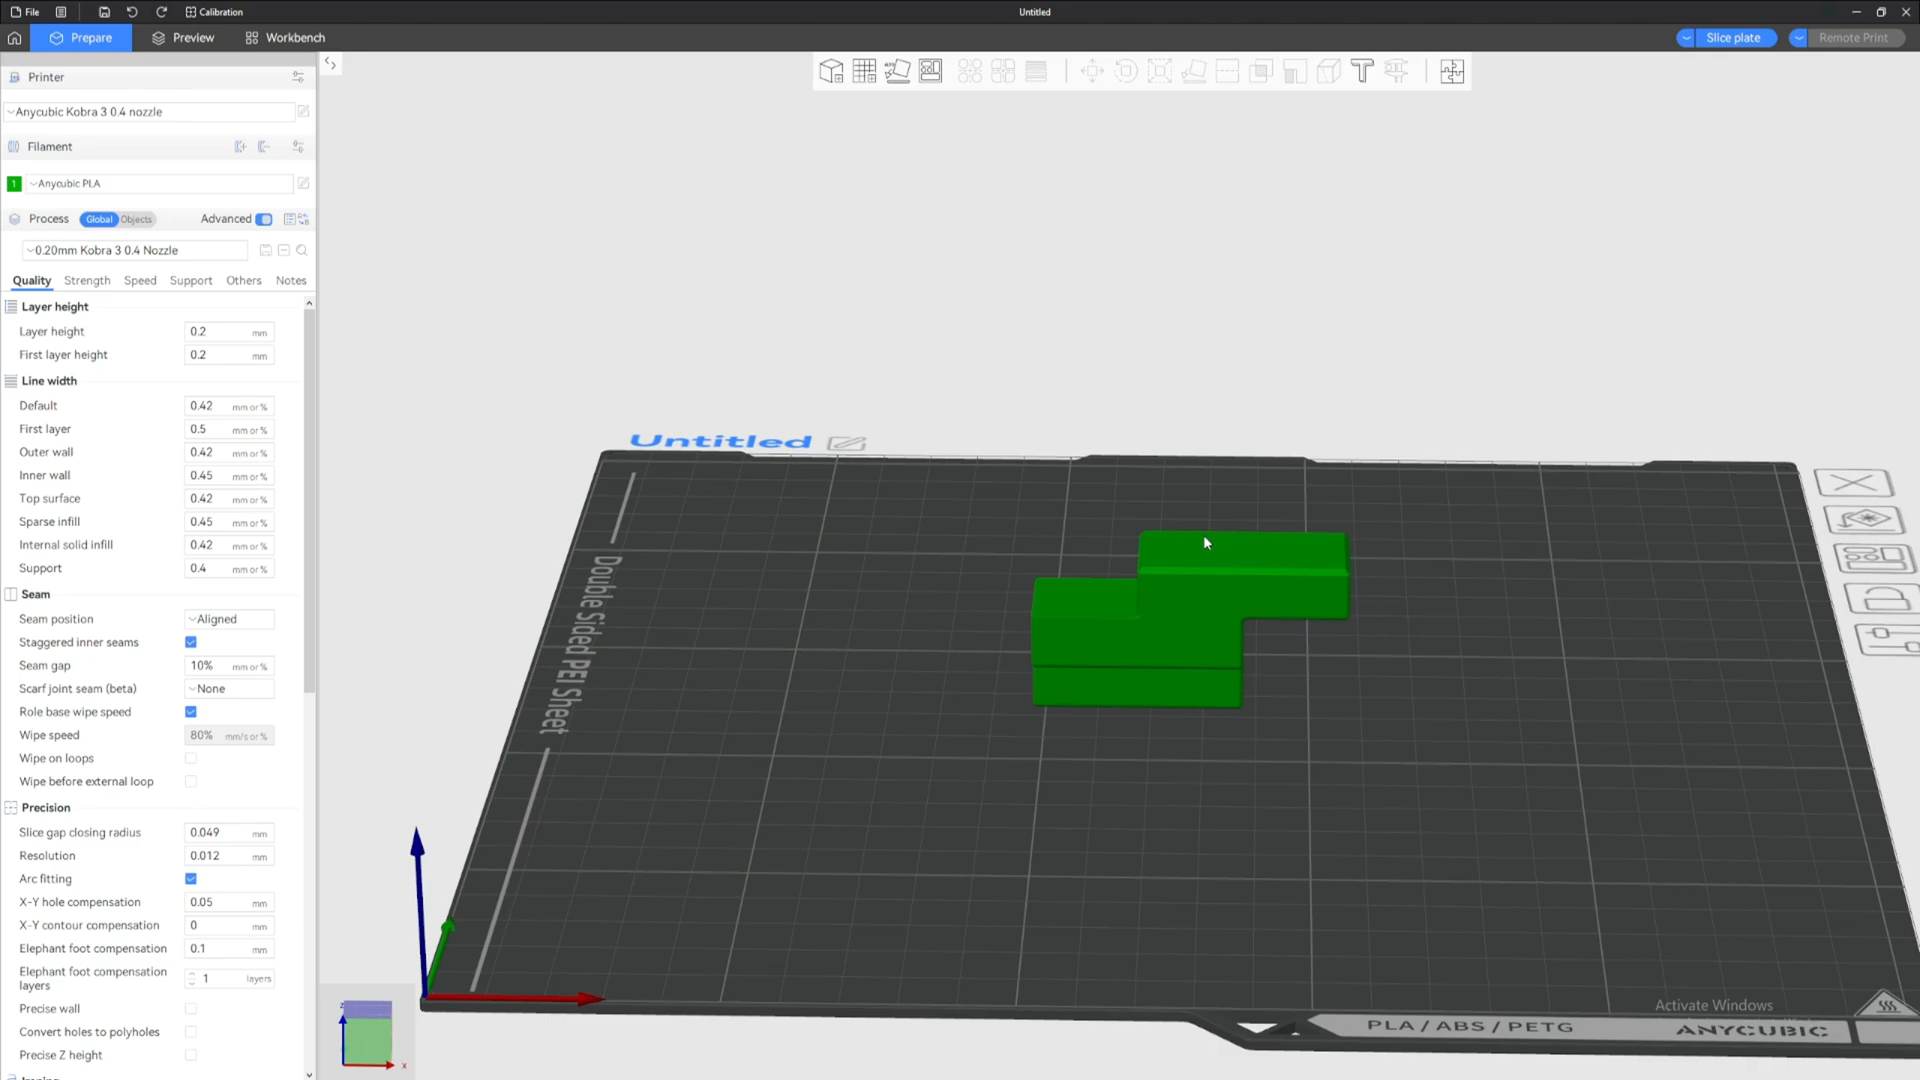 File
Calibration
Untitled
Prepare
Preview
Workbench
Slice plate
Remote Print
Printer
Anycubic Kobra 3 0.4 nozzle
Filament
1
Anycubic PLA
Process
Global
Objects
Advanced
0.20mm Kobra 3 0.4 Nozzle
Quality
Strength
Speed
Support
Others
Notes
Layer height
Layer height 0.2 mm
First layer height 0.2 mm
Line width
Default 0.42 mm or %
First layer 0.5 mm or %
Outer wall 0.42 mm or %
Inner wall 0.45 mm or %
Top surface 0.42 mm or %
Sparse infill 0.45 mm or %
Internal solid infill 0.42 mm or %
Support 0.4 mm or %
Seam
Seam position Aligned
Staggered inner seams
Seam gap 10% mm or %
Scarf joint seam (beta) None
Role base wipe speed
Wipe speed 80% mm/s or %
Wipe on loops
Wipe before external loop
Precision
Slice gap closing radius 0.049 mm
Resolution 0.012 mm
Arc fitting
X-Y hole compensation 0.05 mm
X-Y contour compensation 0 mm
Elephant foot compensation 0.1 mm
Elephant foot compensation
layers 1 layers
Precise wall
Convert holes to polyholes
Precise Z height
Untitled
Double Sided PEI Sheet
z
x
Activate Windows
PLA / ABS / PETG
ANYCUBIC